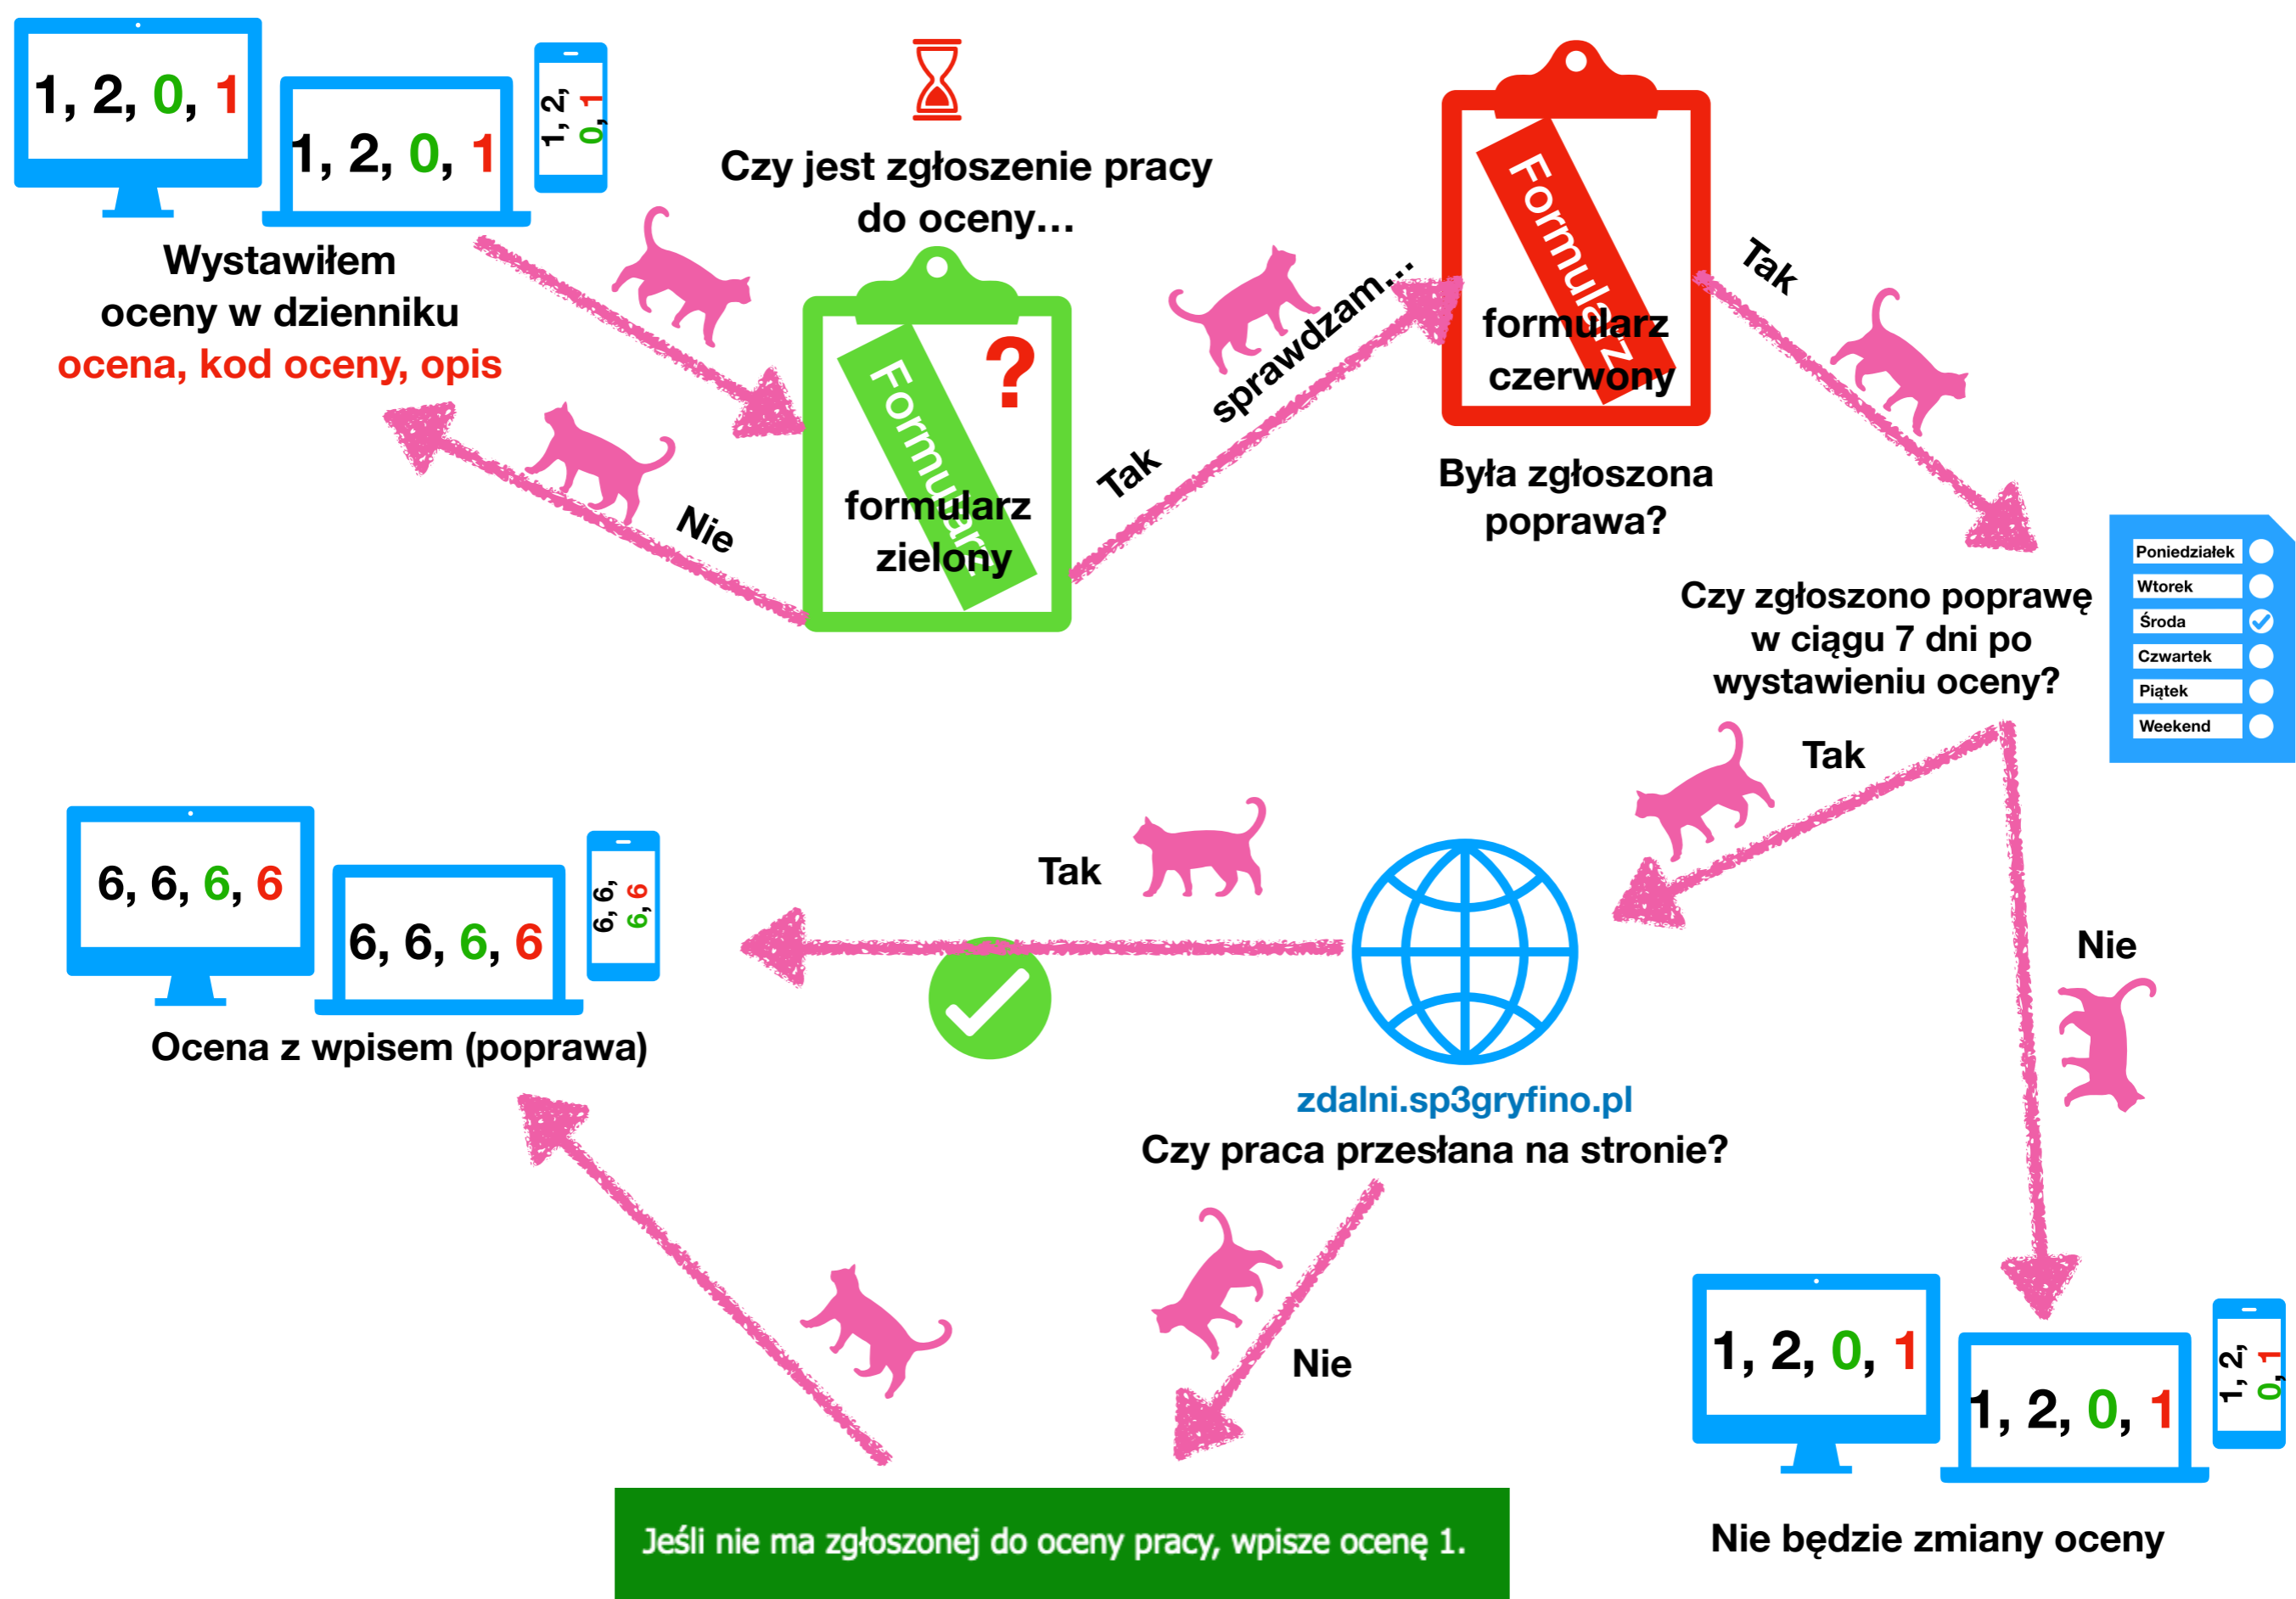 1, 2, 0, 1
1, 2, 0, 1
1, 2,
0, 1
Wystawiłem
oceny w dzienniku
ocena, kod oceny, opis
Czy jest zgłoszenie pracy
do oceny...
Formularz
?
formularz
zielony
Nie
Tak
sprawdzam...
Formularz
formularz
czerwony
Była zgłoszona
poprawa?
Tak
Czy zgłoszono poprawę
w ciągu 7 dni po
wystawieniu oceny?
Poniedziałek
Wtorek
Środa
Czwartek
Piątek
Weekend
Tak
Nie
Tak
6, 6, 6, 6
6, 6, 6, 6
6, 6,
6, 6
Ocena z wpisem (poprawa)
zdalni.sp3gryfino.pl
Czy praca przesłana na stronie?
Nie
1, 2, 0, 1
1, 2, 0, 1
1, 2,
0, 1
Nie będzie zmiany oceny
Jeśli nie ma zgłoszonej do oceny pracy, wpisze ocenę 1.